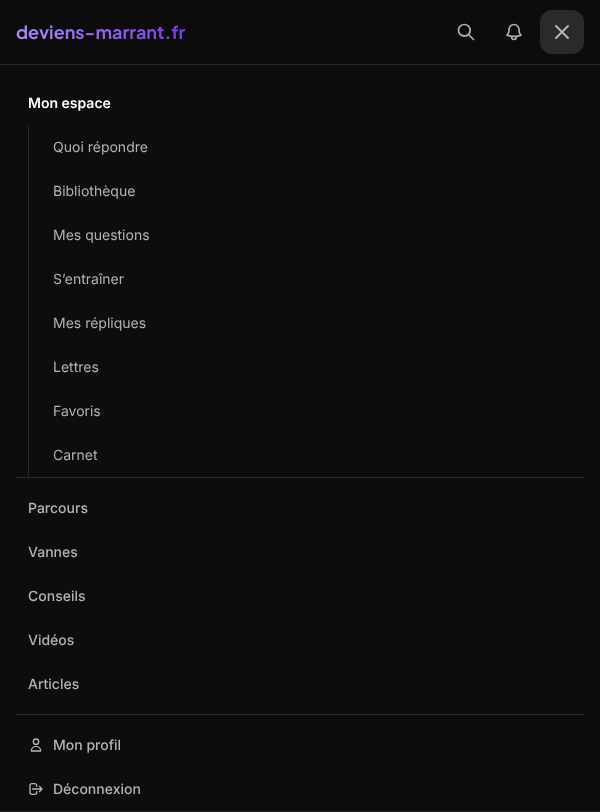 deviens-marrant.fr
Mon espace
Quoi répondre
Bibliothèque
Mes questions
S’entraîner
Mes répliques
Lettres
Favoris
Carnet
Parcours
Vannes
Conseils
Vidéos
Articles
Mon profil
Déconnexion